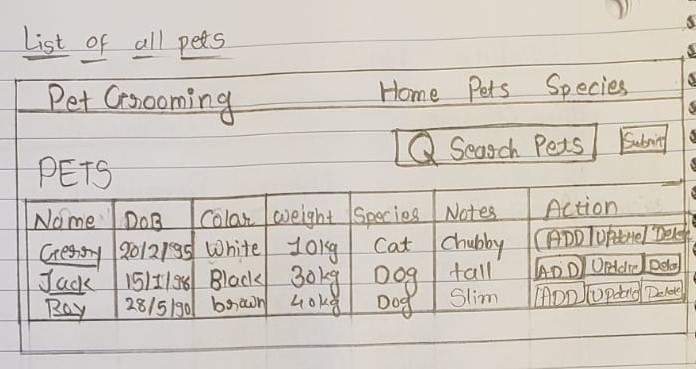 List of all pets
Pet Grooming Home Pets Species
Search Pets Submit
PETS
Name DoB Color Weight Species Notes Action
20/2/95 White 10kg Cat Chubby ADD Update Delete
Jack 15/1/98 Black 30kg Dog tall ADD Update Delete
28/5/90 brown 40kg Dog Slim ADD Update Delete